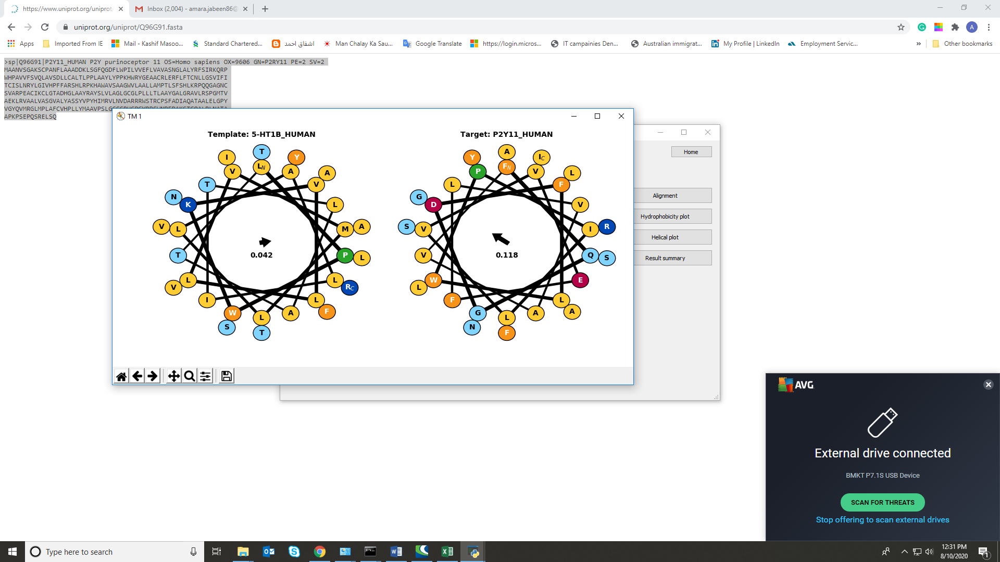 https://www.uniprot.org/uniprot
Inbox (2,004) - amara.jabeen86@
uniprot.org/uniprot/Q96G91.fasta
A
Apps
Imported From IE
Mail - Kashif Masoo...
Standard Chartered...
اشفاق احمد
Man Chalay Ka Sau...
Google Translate
https://login.micros...
IT campainies Den...
Australian immigrat...
My Profile | LinkedIn
Employment Servic...
»
Other bookmarks
>sp|Q96G91|P2Y11_HUMAN P2Y purinoceptor 11 OS=Homo sapiens OX=9606 GN=P2RY11 PE=2 SV=2
MAANVSGAKSCPANFLAAADDKLSGFQGDFLWPILVVEFLVAVASNGLALYRFSIRKQRP
WHPAVVFSVQLAVSDLLCALTLPPLAAYLYPPKHWRYGEAACRLERFLFTCNLLGSVIFI
TCISLNRYLGIVHPFFARSHLRPKHAWAVSAAGWVLAALLAMPTLSFSHLKRPQQGAGNC
SVARPEACIKCLGTADHGLAAYRAYSLVLAGLGCGLPLLLTLAAYGALGRAVLRSPGMTV
AEKLRVAALVASGVALYASSYVPYHIMRVLNVDARRRWSTRCPSFADIAQATAALELGPY
APKPSEPQSRELSQ
TM 1
Template: 5-HT1B_HUMAN
T
I
Y
LN
V
A
A
T
V
N
K
L
V
L
M
A
T
P
L
V
L
L
RC
I
L
W
A
F
L
S
T
0.042
Target: P2Y11_HUMAN
A
Y
IC
FN
P
V
L
L
F
G
D
V
S
V
I
R
V
Q
S
L
W
E
F
L
G
A
A
L
N
F
0.118
Home
Alignment
Hydrophobicity plot
Helical plot
Result summary
AVG
External drive connected
BMKT P7.1S USB Device
SCAN FOR THREATS
Stop offering to scan external drives
Type here to search
12:31 PM
8/10/2020
1